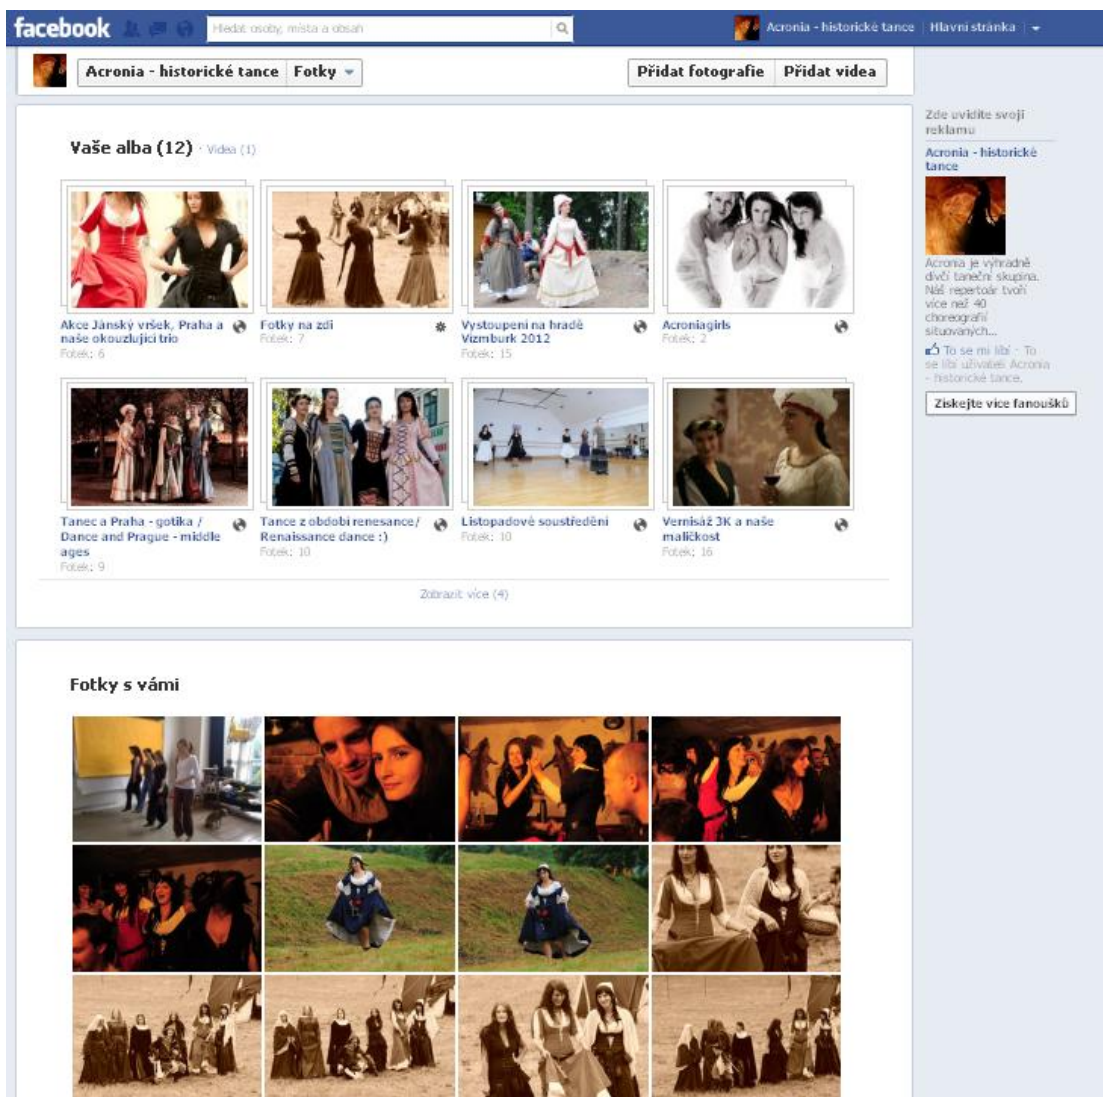 facebook
Hledat osoby, místa a obsah
Acronia - historické tance
Hlavní stránka
Acronia - historické tance Fotky
Přidat fotografie Přidat videa
Vaše alba (12) · Videa (1)
Akce Jánský vršek, Praha a
naše okouzlující trio
Fotek: 6
Fotky na zdi
Fotek: 7
Vystoupení na hradě
Vizmburk 2012
Fotek: 15
Acroniagirls
Fotek: 2
Tanec a Praha - gotika /
Dance and Prague - middle
ages
Fotek: 9
Tance z období renesance/
Renaissance dance :)
Fotek: 10
Listopadové soustředění
Fotek: 10
Vernisáž 3K a naše
maličkost
Fotek: 16
Zobrazit více (4)
Fotky s vámi
Zde uvidíte svoji
reklamu
Acronia - historické
tance
Acronia je výhradně
dívčí taneční skupina.
Náš repertoár tvoří
více než 40
choreografií
situovaných...
To se mi líbí · To
se líbí uživateli Acronia
- historické tance.
Získejte více fanoušků